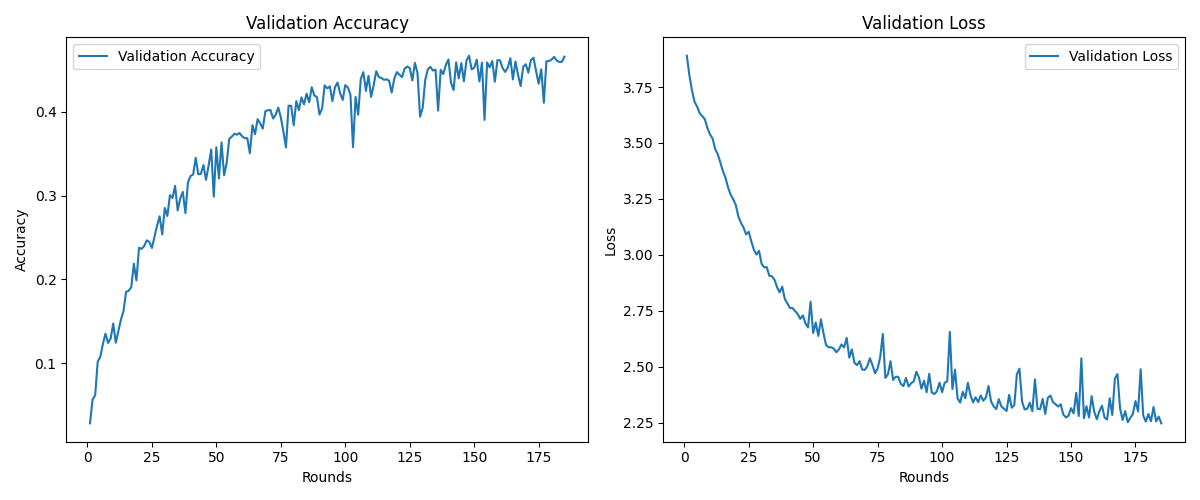 Validation Accuracy
Validation Accuracy
0.4
0.3
0.2
0.1
Accuracy
0 25 50 75 100 125 150 175
Rounds
Validation Loss
Validation Loss
3.75
3.50
3.25
3.00
2.75
2.50
2.25
Loss
0 25 50 75 100 125 150 175
Rounds